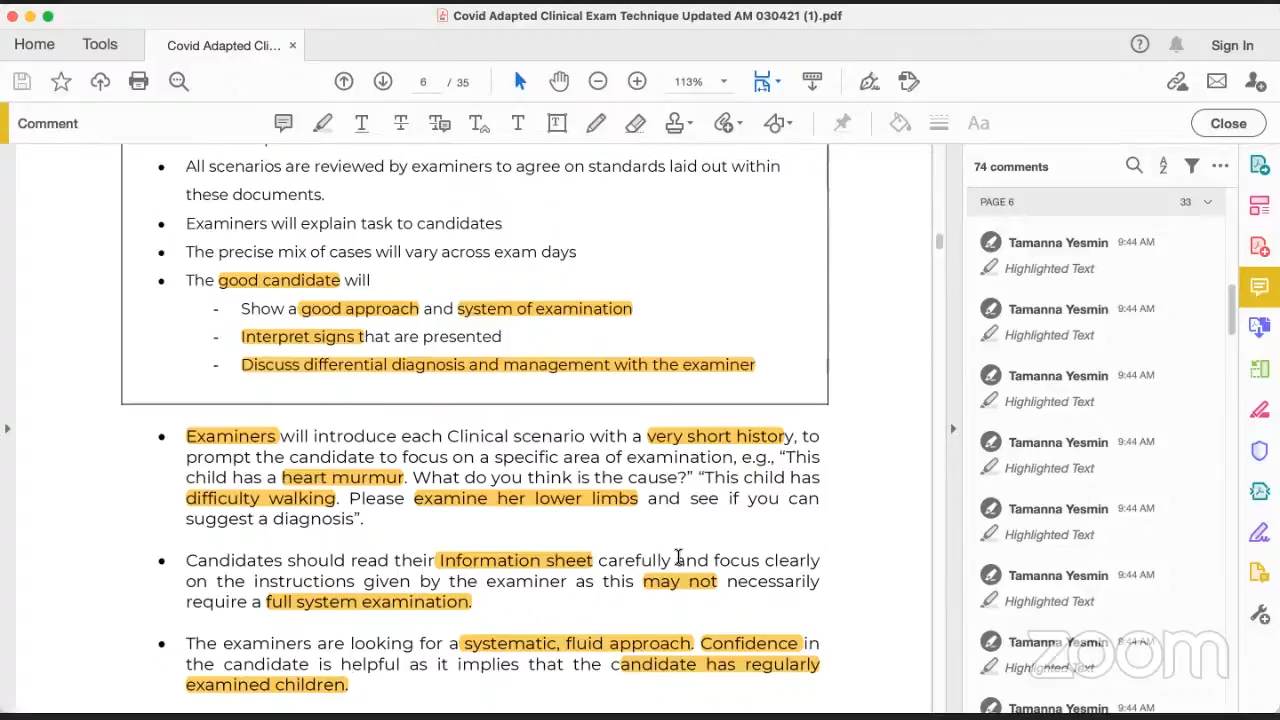 Covid Adapted Clinical Exam Technique Updated AM 030421 (1).pdf
Home Tools Covid Adapted Cli... × Sign In
6 / 35 113%
Comment Aa Close
All scenarios are reviewed by examiners to agree on standards laid out within
these documents.
• Examiners will explain task to candidates
• The precise mix of cases will vary across exam days
• The good candidate will
- Show a good approach and system of examination
- Interpret signs that are presented
- Discuss differential diagnosis and management with the examiner
• Examiners will introduce each Clinical scenario with a very short history, to
prompt the candidate to focus on a specific area of examination, e.g., “This
child has a heart murmur. What do you think is the cause?” “This child has
difficulty walking. Please examine her lower limbs and see if you can
suggest a diagnosis”.
• Candidates should read their Information sheet carefully and focus clearly
on the instructions given by the examiner as this may not necessarily
require a full system examination.
• The examiners are looking for a systematic, fluid approach. Confidence in
the candidate is helpful as it implies that the candidate has regularly
examined children.
74 comments
PAGE 6 33
Tamanna Yesmin 9:44 AM
Highlighted Text
Tamanna Yesmin 9:44 AM
Highlighted Text
Tamanna Yesmin 9:44 AM
Highlighted Text
Tamanna Yesmin 9:44 AM
Highlighted Text
Tamanna Yesmin 9:44 AM
Highlighted Text
Tamanna Yesmin 9:44 AM
Highlighted Text
Tamanna Yesmin 9:44 AM
Highlighted Text
Tamanna Yesmin 9:44 AM
zoom